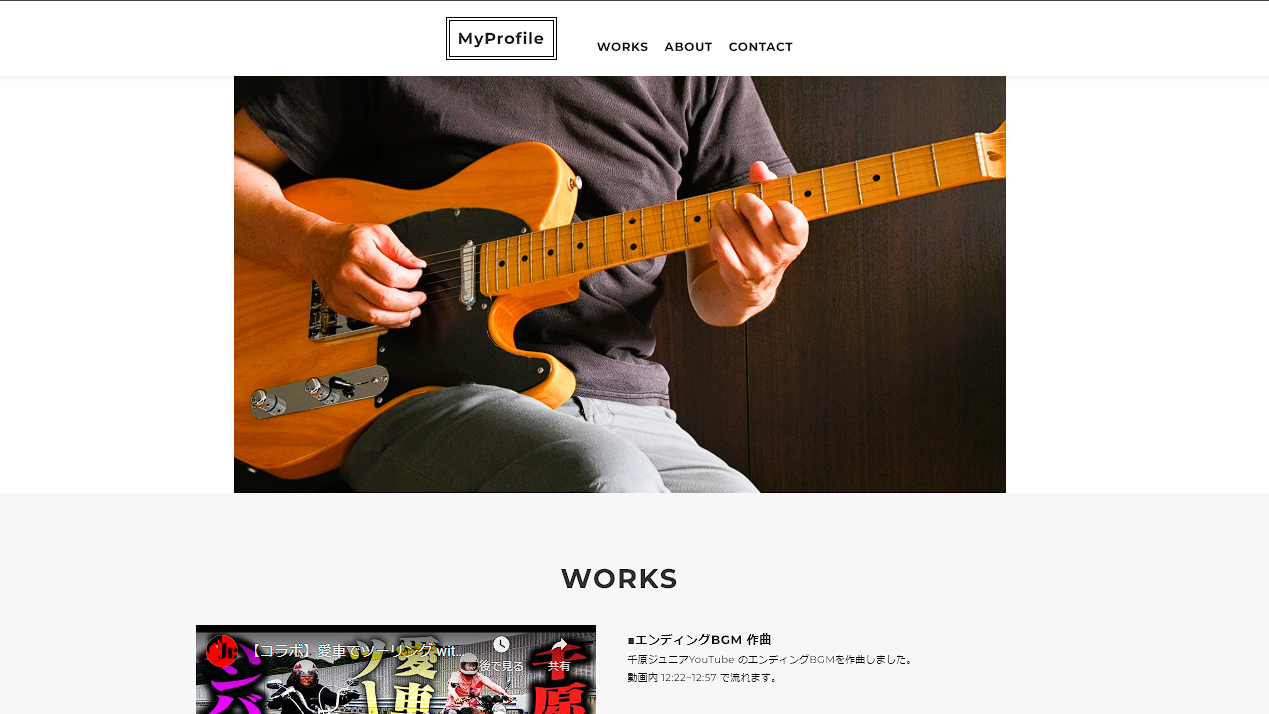 MyProfile
WORKS ABOUT CONTACT
WORKS
【コラボ】愛車でツーリング wit...
後で見る
共有
■エンディングBGM 作曲
千原ジュニアYouTube のエンディングBGMを作曲しました。
動画内 12:22~12:57 で流れます。